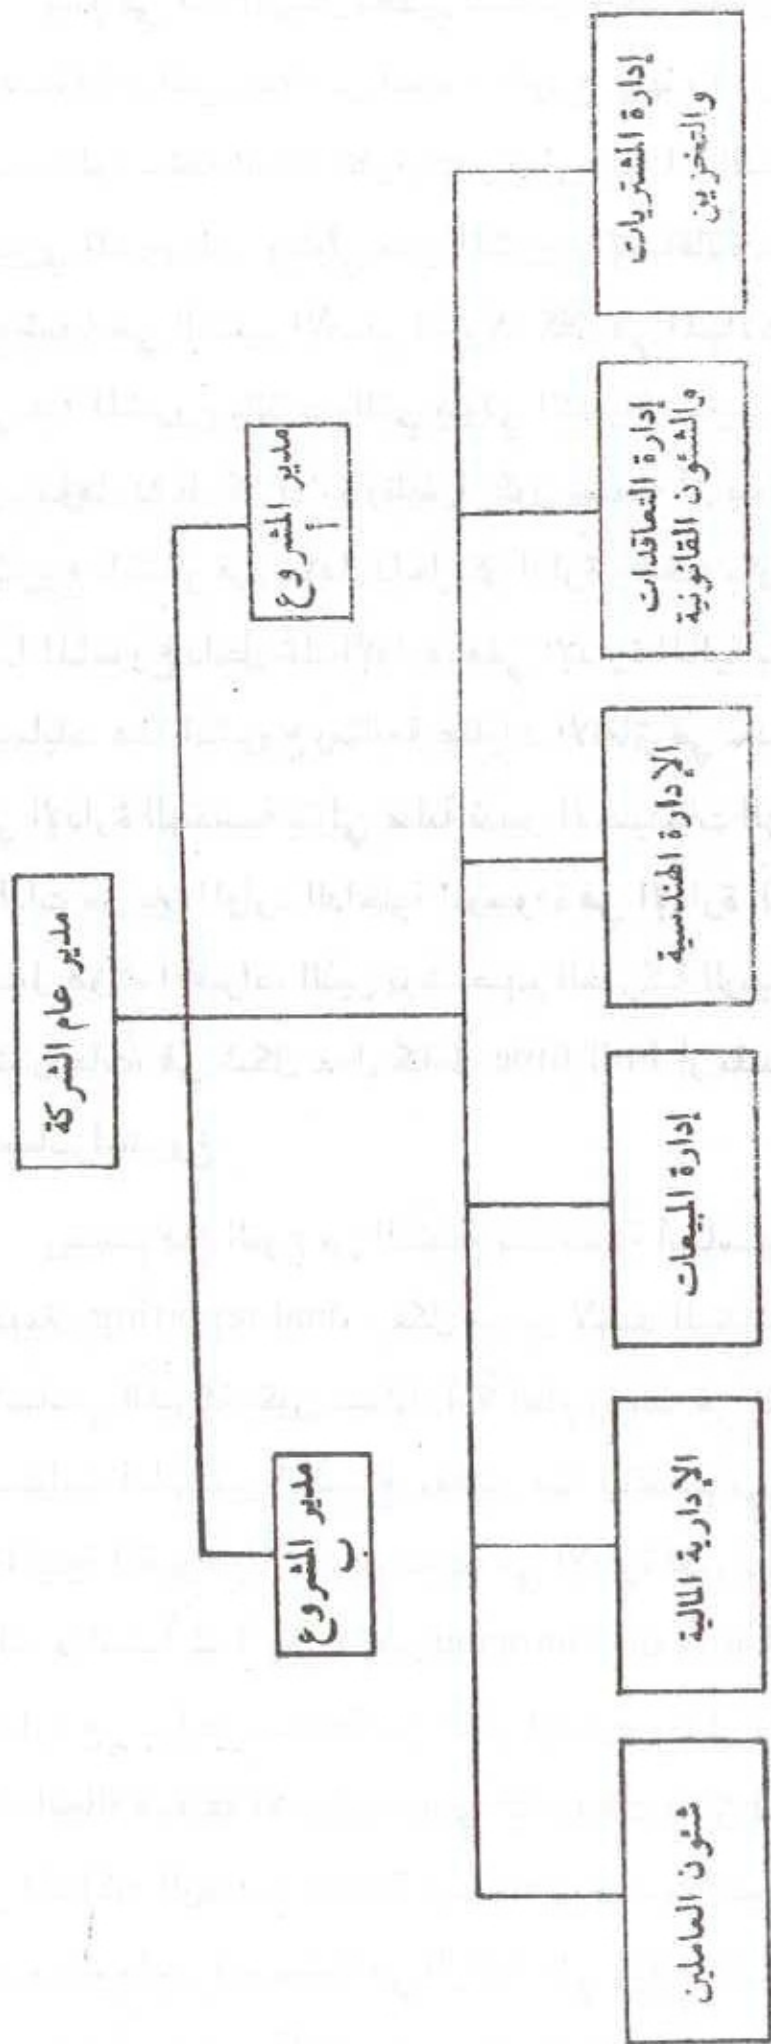 مدير عام الشركة
مدير المشروع
أ
مدير المشروع
ب
إدارة المشتريات
والتخزين
إدارة التعاقدات
والشئون القانونية
الإدارة الهندسية
إدارة المبيعات
الإدارية المالية
شئون العاملين